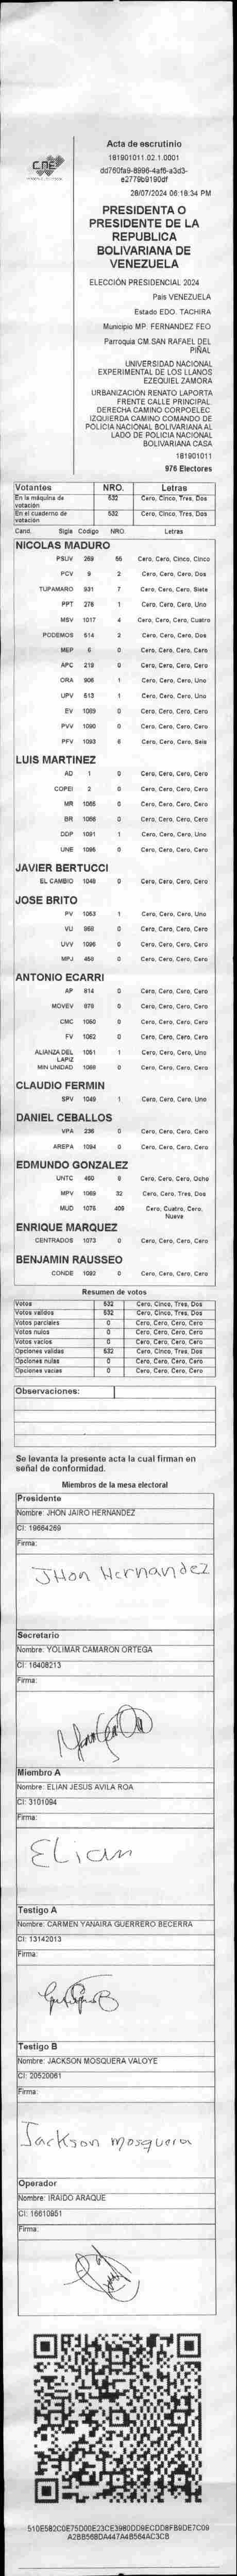 CNE
Acta de escrutinio
181901011.02.1.0001
dd760fa9-8996-4af6-a3d3-
e2779b9190df
28/07/2024 06:18:34 PM
PRESIDENTA O
PRESIDENTE DE LA
REPUBLICA
BOLIVARIANA DE
VENEZUELA
ELECCIÓN PRESIDENCIAL 2024
País VENEZUELA
Estado EDO. TACHIRA
Municipio MP. FERNANDEZ FEO
Parroquia CM.SAN RAFAEL DEL
PIÑAL
UNIVERSIDAD NACIONAL
EXPERIMENTAL DE LOS LLANOS
EZEQUIEL ZAMORA
URBANIZACIÓN RENATO LAPORTA
FRENTE CALLE PRINCIPAL.
DERECHA CAMINO CORPOELEC.
IZQUIERDA CAMINO COMANDO DE
POLICIA NACIONAL BOLIVARIANA AL
LADO DE POLICIA NACIONAL
BOLIVARIANA CASA
181901011
976 Electores
Votantes NRO. Letras
En la máquina de votación 532 Cero, Cinco, Tres, Dos
En el cuaderno de votación 532 Cero, Cinco, Tres, Dos
Cand. Sigla Código NRO. Letras
NICOLAS MADURO
PSUV 269 55 Cero, Cero, Cinco, Cinco
PCV 9 2 Cero, Cero, Cero, Dos
TUPAMARO 931 7 Cero, Cero, Cero, Siete
PPT 278 1 Cero, Cero, Cero, Uno
MSV 1017 4 Cero, Cero, Cero, Cuatro
PODEMOS 614 2 Cero, Cero, Cero, Dos
MEP 6 0 Cero, Cero, Cero, Cero
APC 219 0 Cero, Cero, Cero, Cero
ORA 906 1 Cero, Cero, Cero, Uno
UPV 613 1 Cero, Cero, Cero, Uno
EV 1069 0 Cero, Cero, Cero, Cero
PVV 1090 0 Cero, Cero, Cero, Cero
PFV 1093 6 Cero, Cero, Cero, Seis
LUIS MARTINEZ
AD 1 0 Cero, Cero, Cero, Cero
COPEI 2 0 Cero, Cero, Cero, Cero
MR 1065 0 Cero, Cero, Cero, Cero
BR 1066 0 Cero, Cero, Cero, Cero
DDP 1091 1 Cero, Cero, Cero, Uno
UNE 1095 0 Cero, Cero, Cero, Cero
JAVIER BERTUCCI
EL CAMBIO 1048 0 Cero, Cero, Cero, Cero
JOSE BRITO
PV 1053 1 Cero, Cero, Cero, Uno
VU 968 0 Cero, Cero, Cero, Cero
UVV 1096 0 Cero, Cero, Cero, Cero
MPJ 450 0 Cero, Cero, Cero, Cero
ANTONIO ECARRI
AP 814 0 Cero, Cero, Cero, Cero
MOVEV 879 0 Cero, Cero, Cero, Cero
CMC 1050 0 Cero, Cero, Cero, Cero
FV 1062 0 Cero, Cero, Cero, Cero
ALIANZA DEL LAPIZ 1051 1 Cero, Cero, Cero, Uno
MIN UNIDAD 1088 0 Cero, Cero, Cero, Cero
CLAUDIO FERMIN
SPV 1049 1 Cero, Cero, Cero, Uno
DANIEL CEBALLOS
VPA 236 0 Cero, Cero, Cero, Cero
AREPA 1094 0 Cero, Cero, Cero, Cero
EDMUNDO GONZALEZ
UNTC 450 8 Cero, Cero, Cero, Ocho
MPV 1069 32 Cero, Cero, Tres, Dos
MUD 1076 409 Cero, Cuatro, Cero,
Nueve
ENRIQUE MARQUEZ
CENTRADOS 1073 0 Cero, Cero, Cero, Cero
BENJAMIN RAUSSEO
CONDE 1092 0 Cero, Cero, Cero, Cero
Resumen de votos
Votos 532 Cero, Cinco, Tres, Dos
Votos validos 532 Cero, Cinco, Tres, Dos
Votos parciales 0 Cero, Cero, Cero, Cero
Votos nulos 0 Cero, Cero, Cero, Cero
Votos vacios 0 Cero, Cero, Cero, Cero
Opciones validas 532 Cero, Cinco, Tres, Dos
Opciones nulas 0 Cero, Cero, Cero, Cero
Opciones vacias 0 Cero, Cero, Cero, Cero
Observaciones:
Se levanta la presente acta la cual firman en
señal de conformidad.
Miembros de la mesa electoral
Presidente
Nombre: JHON JAIRO HERNANDEZ
CI: 19664269
Firma:
JHon Hernandez
Secretario
Nombre: YOLIMAR CAMARON ORTEGA
CI: 16408213
Firma:
Miembro A
Nombre: ELIAN JESUS AVILA ROA
CI: 3101094
Firma:
Elian
Testigo A
Nombre: CARMEN YANAIRA GUERRERO BECERRA
CI: 13142013
Firma:
Testigo B
Nombre: JACKSON MOSQUERA VALOYE
CI: 20520061
Firma:
Jackson mosquera
Operador
Nombre: IRAIDO ARAQUE
CI: 16610951
Firma:
510E582C0E75D00E23CE3980DD9ECDD8FB9DE7C09
A2BB56BDA447A4B564AC3CB